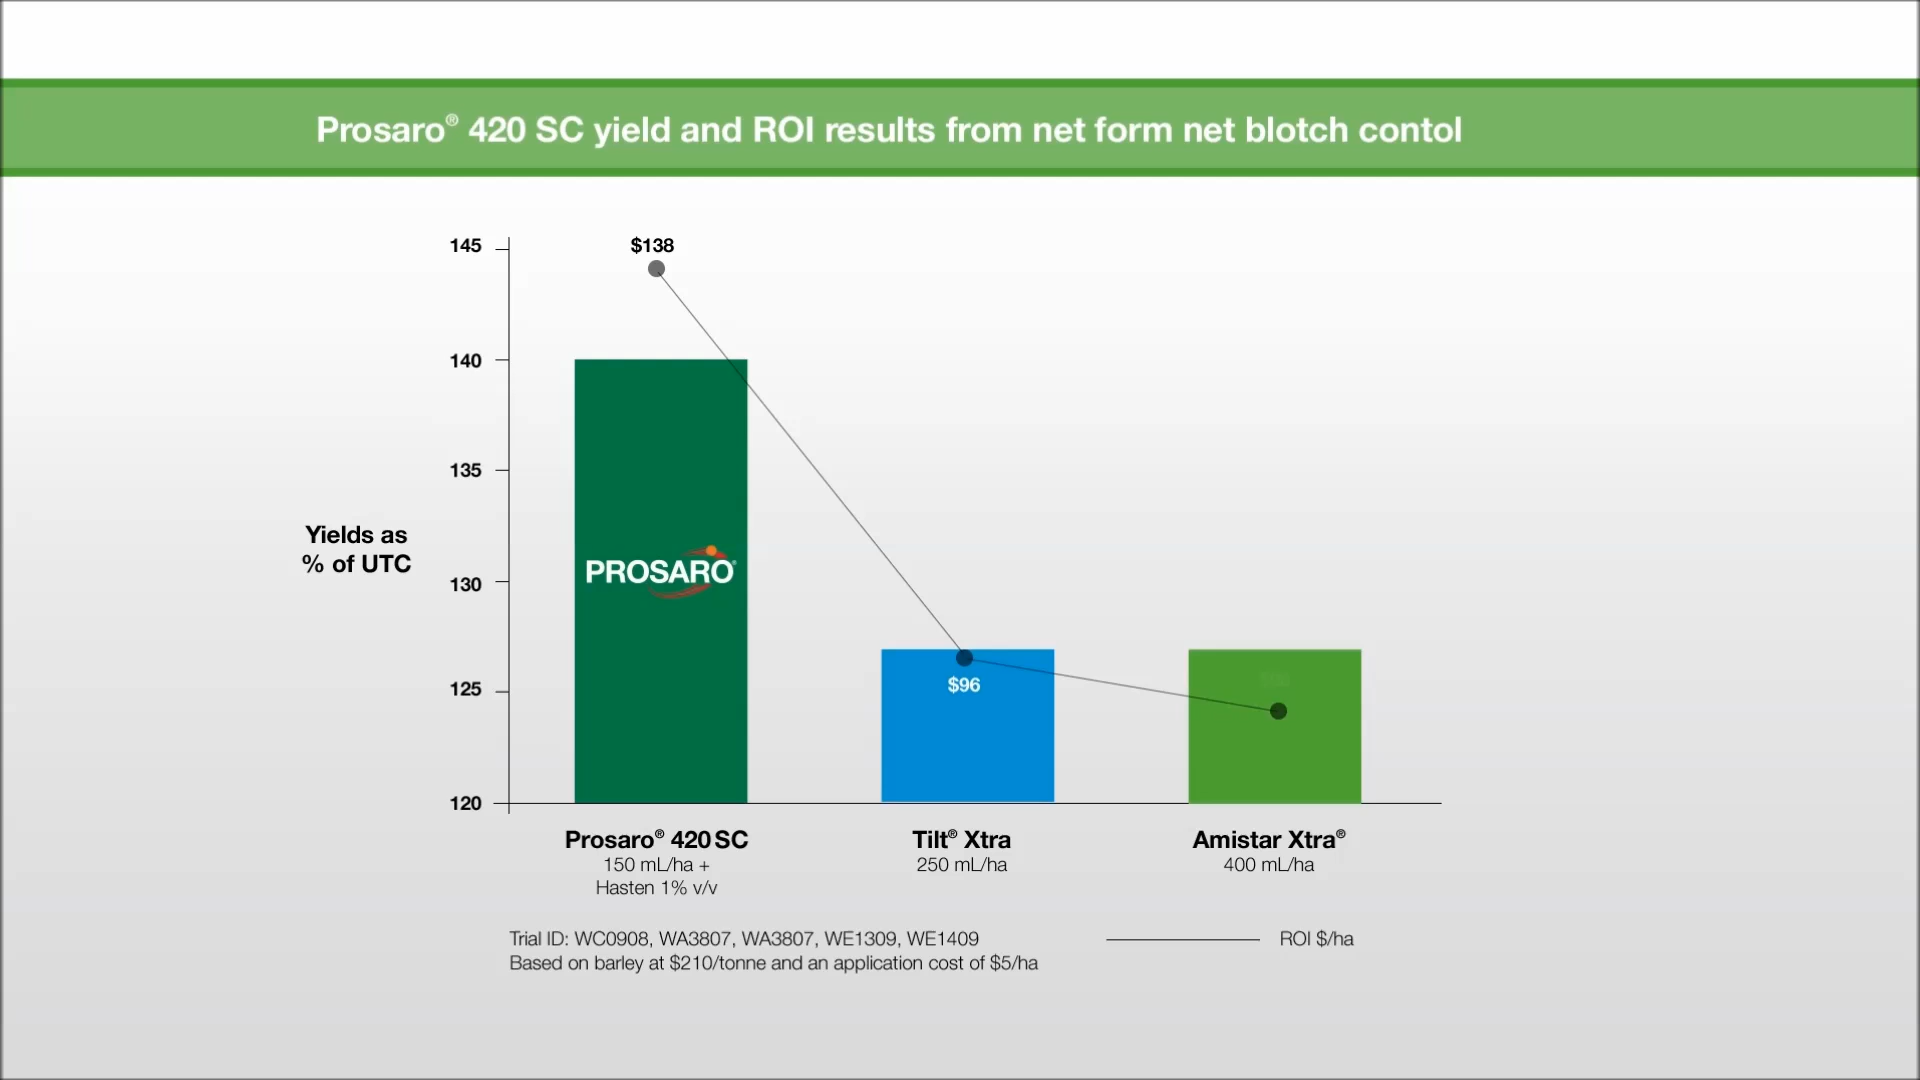 Prosaro® 420 SC yield and ROI results from net form net blotch contol
145
$138
140
135
Yields as
% of UTC
PROSARO®
130
125
$96
120
Prosaro® 420 SC
150 mL/ha +
Hasten 1% v/v
Tilt® Xtra
250 mL/ha
Amistar Xtra®
400 mL/ha
Trial ID: WC0908, WA3807, WA3807, WE1309, WE1409
Based on barley at $210/tonne and an application cost of $5/ha
ROI $/ha